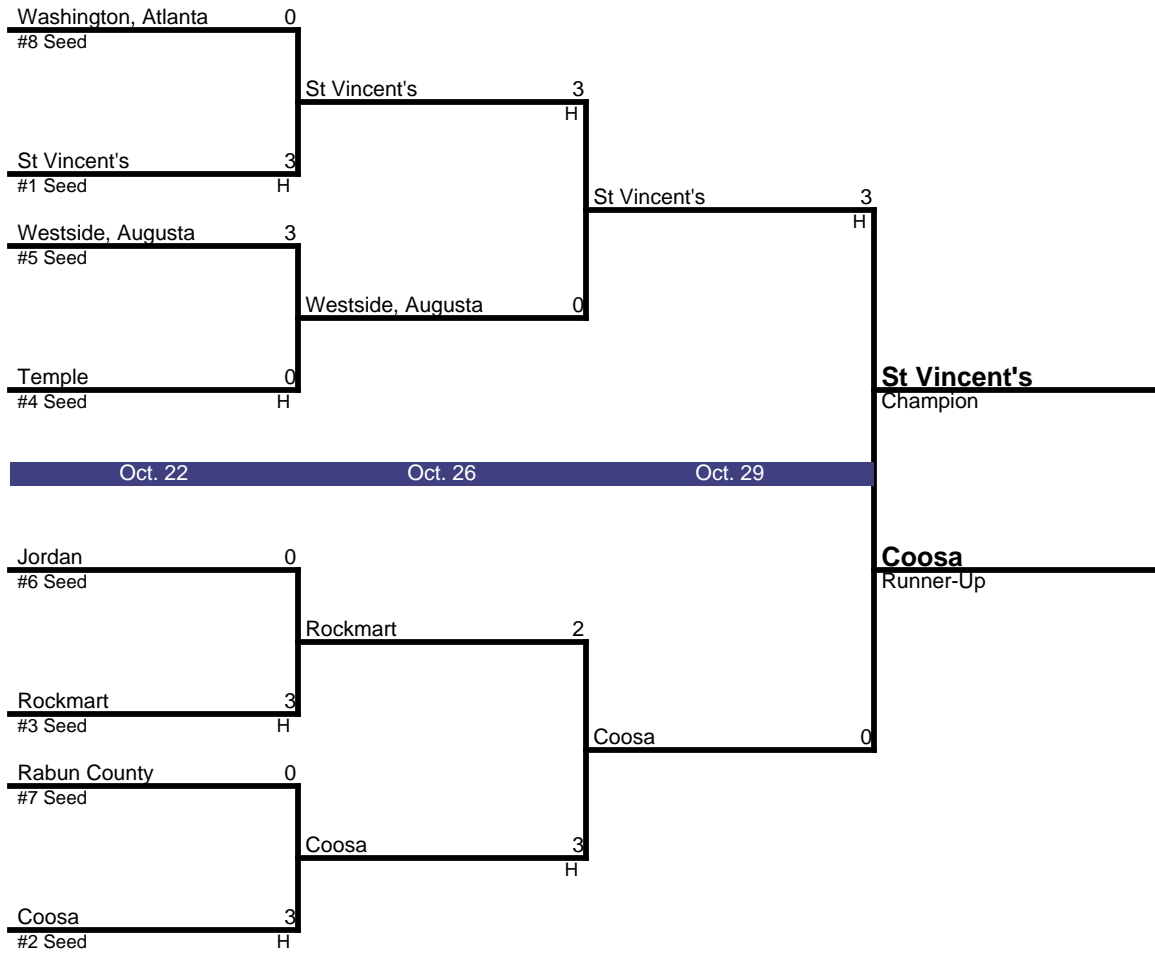 Washington, Atlanta 0
#8 Seed
St Vincent's 3
H
St Vincent's 3
#1 Seed H
St Vincent's 3
H
Westside, Augusta 3
#5 Seed
Westside, Augusta 0
Temple 0
#4 Seed H
St Vincent's
Champion
Oct. 22 Oct. 26 Oct. 29
Jordan 0
#6 Seed
Coosa
Runner-Up
Rockmart 2
Rockmart 3
#3 Seed H
Coosa 0
Rabun County 0
#7 Seed
Coosa 3
H
Coosa 3
#2 Seed H